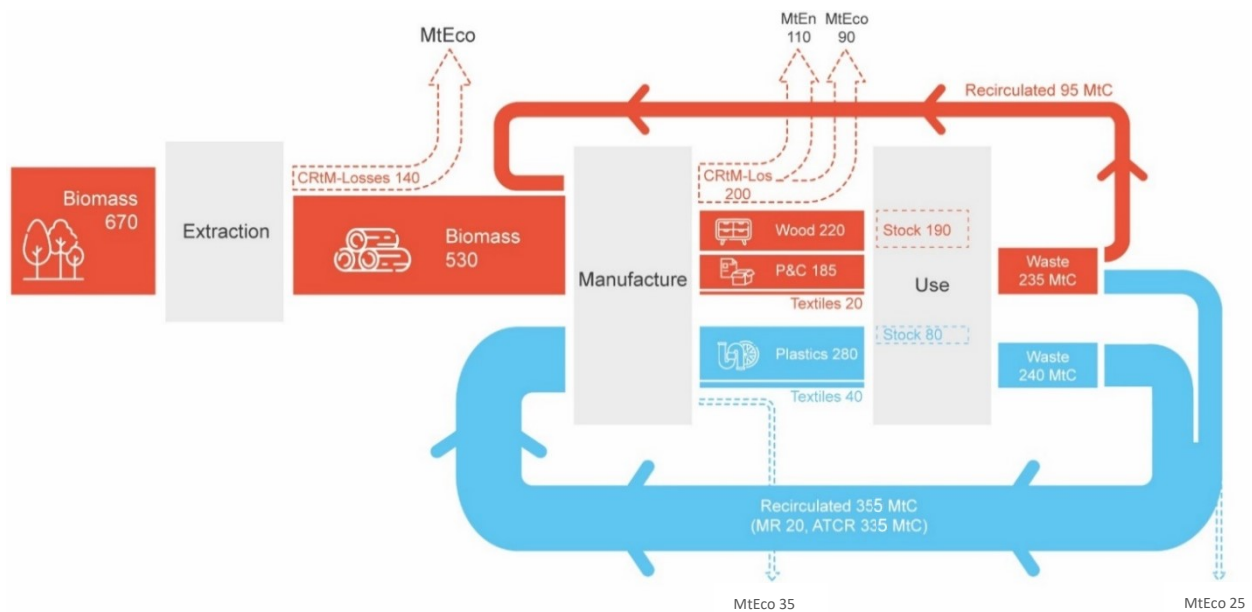 MtEco
MtEn
110
MtEco
90
Recirculated 95 MtC
Biomass
670
Extraction
CRtM-Losses 140
Biomass
530
Manufacture
CRtM-Los
200
Wood 220
P&C 185
Textiles 20
Stock 190
Use
Waste
235 MtC
Plastics 280
Textiles 40
Stock 80
Waste
240 MtC
Recirculated 355 MtC
(MR 20, ATCR 335 MtC)
MtEco 35
MtEco 25